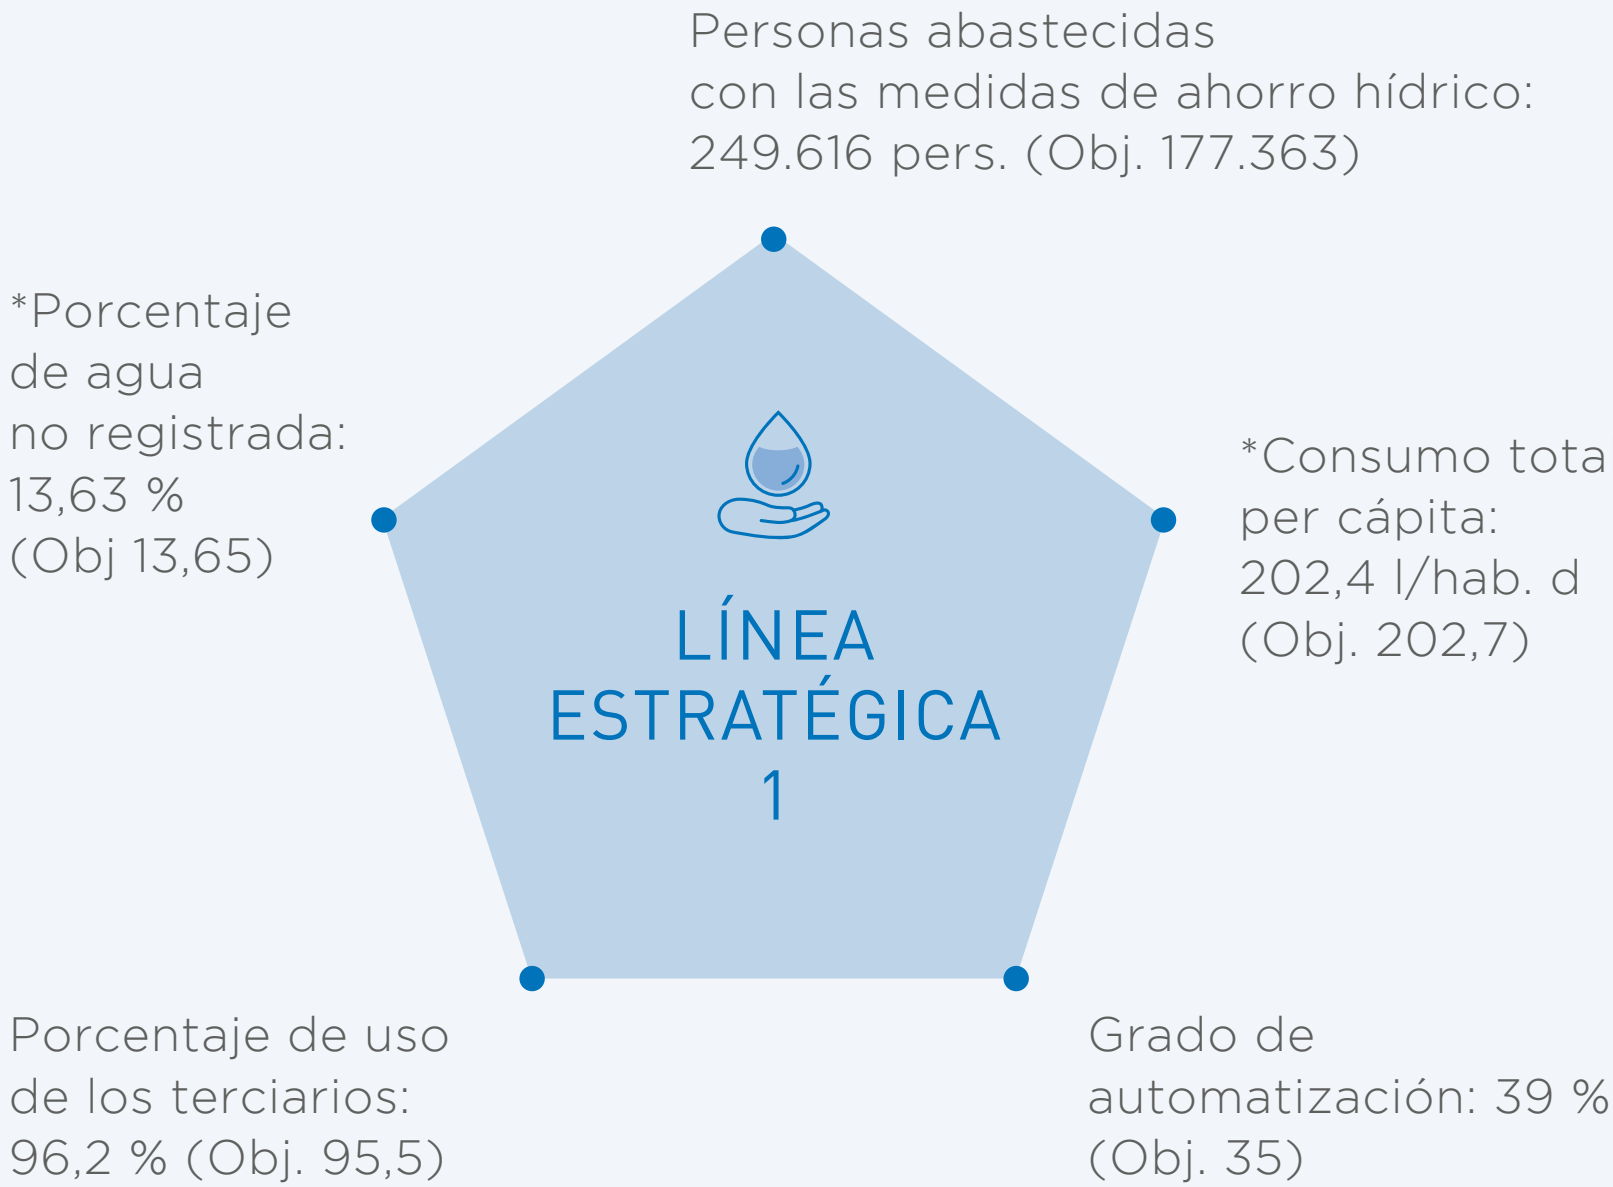 Personas abastecidas
con las medidas de ahorro hídrico:
249.616 pers. (Obj. 177.363)
*Porcentaje
de agua
no registrada:
13,63 %
(Obj 13,65)
*Consumo tota
per cápita:
202,4 l/hab. d
(Obj. 202,7)
LÍNEA
ESTRATÉGICA
1
Porcentaje de uso
de los terciarios:
96,2 % (Obj. 95,5)
Grado de
automatización: 39 %
(Obj. 35)